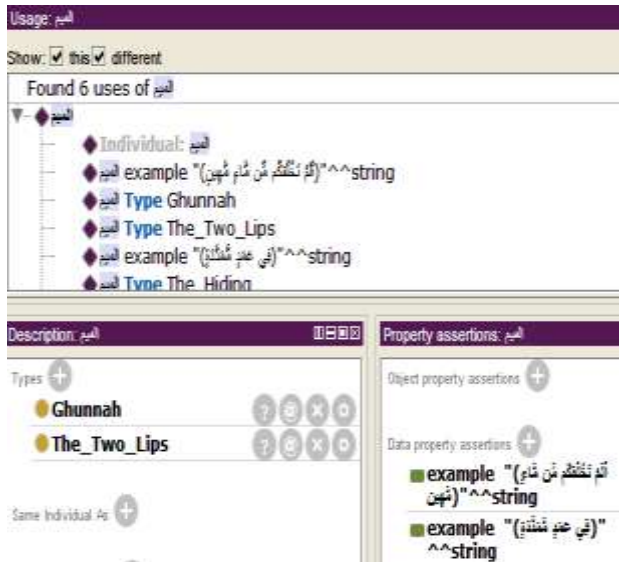 Usage: الميم
Show: this different
Found 6 uses of الميم
الميم
Individual: الميم
الميم example "(أَلَمْ نَخْلُقكُّم مِّن مَّاءٍ مَّهِينٍ)"^^string
الميم Type Ghunnah
الميم Type The_Two_Lips
الميم example "(فِي عَمَدٍ مُّمَدَّدَةٍ)"^^string
الميم Type The_Hiding
Description: الميم
Types
Ghunnah
The_Two_Lips
Same Individual As
Property assertions: الميم
Object property assertions
Data property assertions
example "(أَلَمْ نَخْلُقكُّم مِّن مَّاءٍ
مَّهِينٍ)"^^string
example "(فِي عَمَدٍ مُّمَدَّدَةٍ)"
^^string